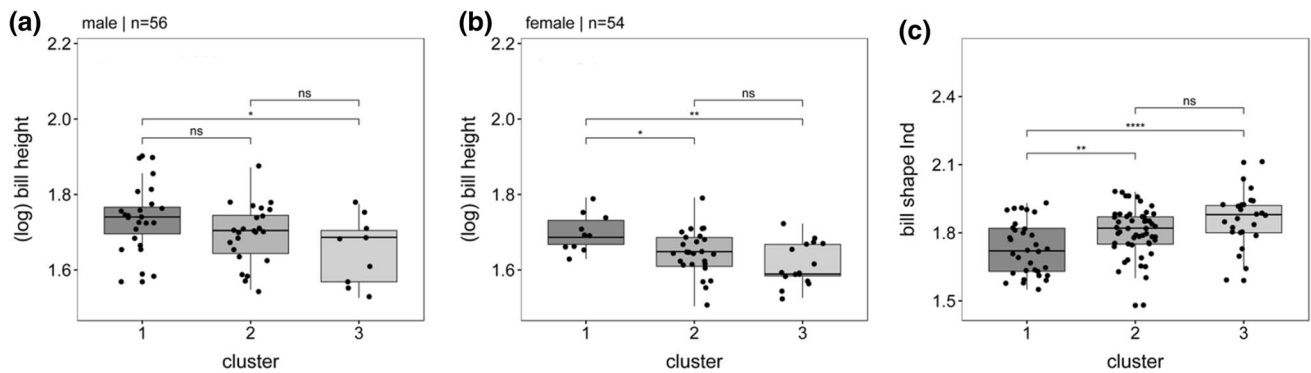 (a)
male | n=56
(log) bill height
2.2
2.0
1.8
1.6
ns
*
ns
1
2
3
cluster
(b)
female | n=54
(log) bill height
2.2
2.0
1.8
1.6
ns
**
*
1
2
3
cluster
(c)
bill shape Ind
2.4
2.1
1.8
1.5
ns
****
**
1
2
3
cluster